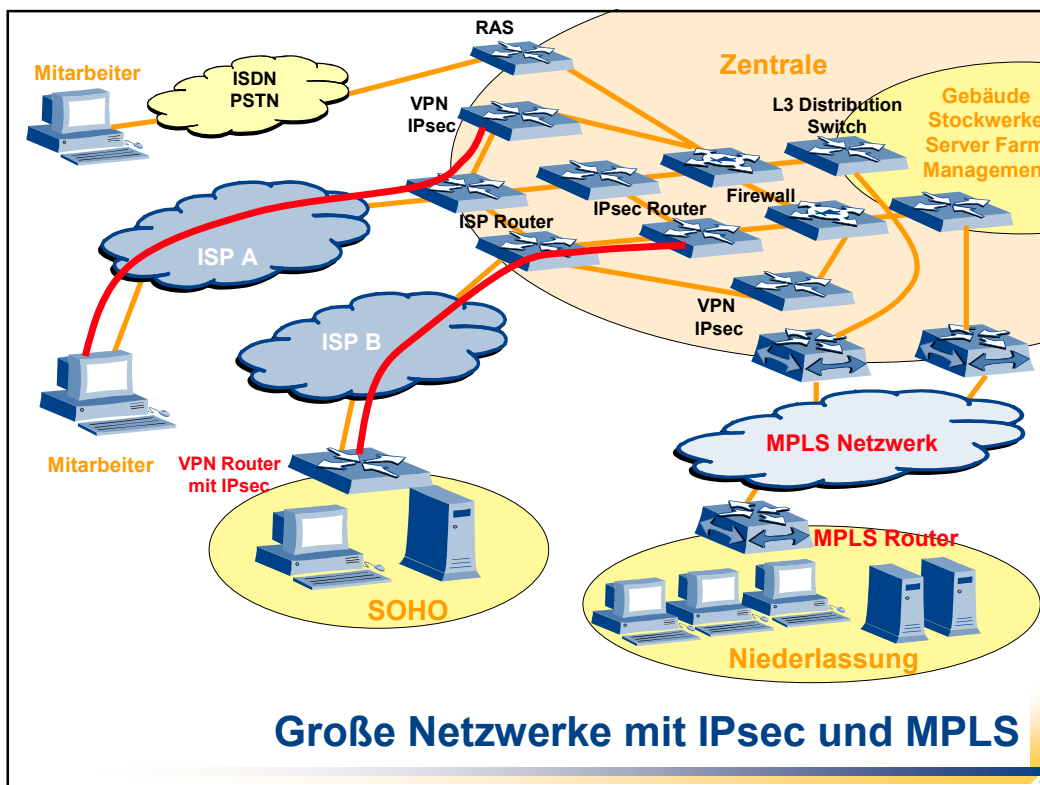 RAS
Mitarbeiter
ISDN
PSTN
VPN
IPsec
Zentrale
L3 Distribution
Switch
Gebäude
Stockwerke
Server Farm
Management
ISP Router
IPsec Router
Firewall
ISP A
VPN
IPsec
ISP B
Mitarbeiter
VPN Router
mit IPsec
MPLS Netzwerk
MPLS Router
SOHO
Niederlassung
Große Netzwerke mit IPsec und MPLS